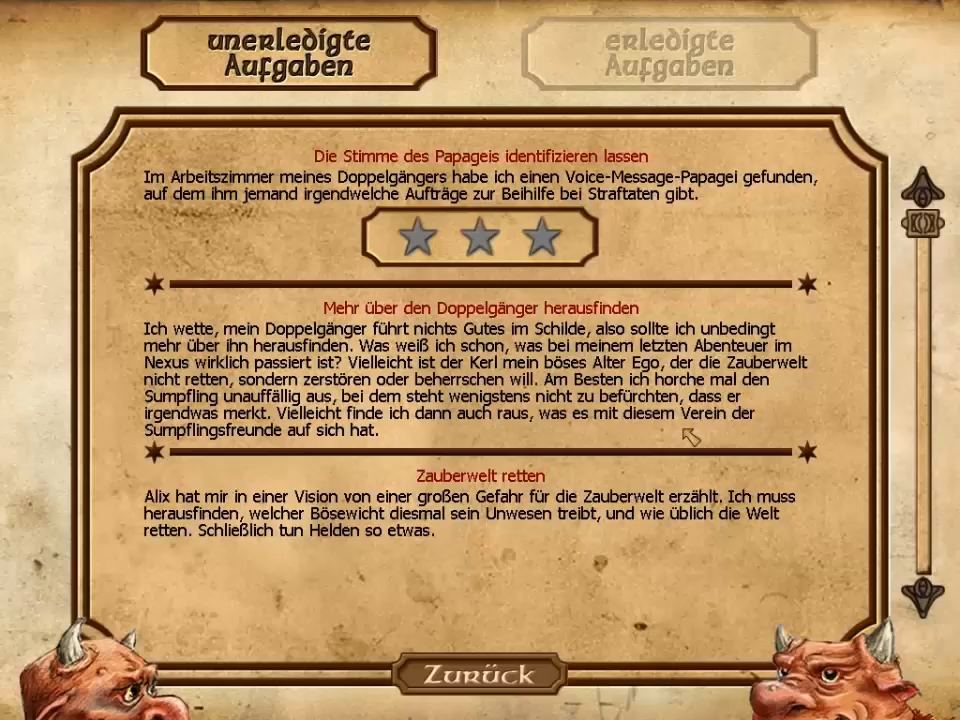 unerledigte
Aufgaben
erledigte
Aufgaben
Die Stimme des Papageis identifizieren lassen
Im Arbeitszimmer meines Doppelgängers habe ich einen Voice-Message-Papagei gefunden,
auf dem ihm jemand irgendwelche Aufträge zur Beihilfe bei Straftaten gibt.
Mehr über den Doppelgänger herausfinden
Ich wette, mein Doppelgänger führt nichts Gutes im Schilde, also sollte ich unbedingt
mehr über ihn herausfinden. Was weiß ich schon, was bei meinem letzten Abenteuer im
Nexus wirklich passiert ist? Vielleicht ist der Kerl mein böses Alter Ego, der die Zauberwelt
nicht retten, sondern zerstören oder beherrschen will. Am Besten ich horche mal den
Sumpfling unauffällig aus, bei dem steht wenigstens nicht zu befürchten, dass er
irgendwas merkt. Vielleicht finde ich dann auch raus, was es mit diesem Verein der
Sumpflingsfreunde auf sich hat.
Zauberwelt retten
Alix hat mir in einer Vision von einer großen Gefahr für die Zauberwelt erzählt. Ich muss
herausfinden, welcher Bösewicht diesmal sein Unwesen treibt, und wie üblich die Welt
retten. Schließlich tun Helden so etwas.
Zurück